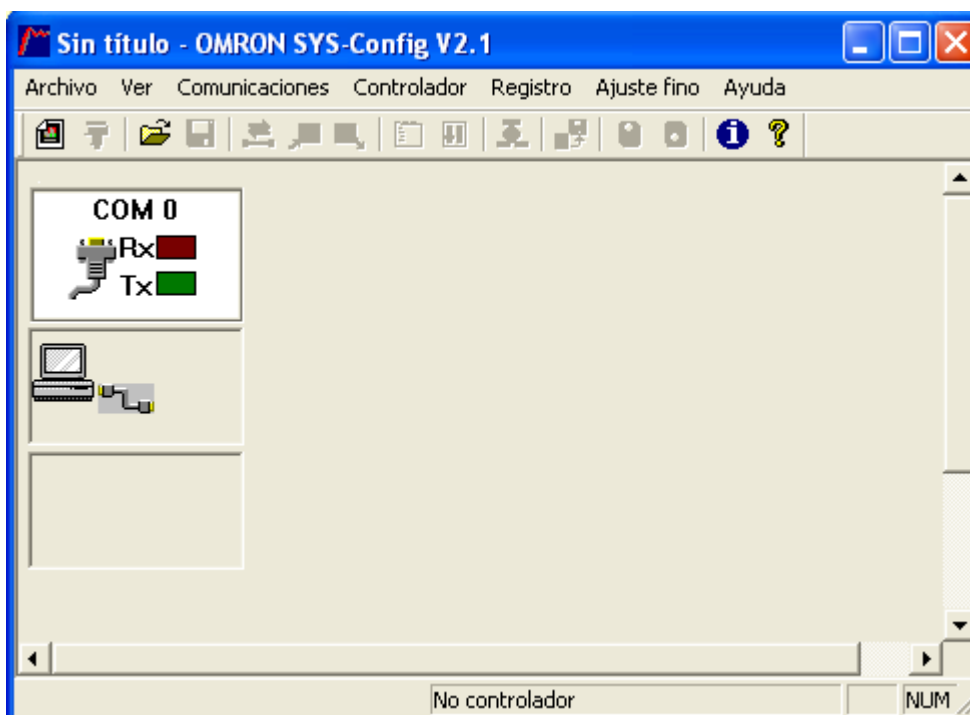 Sin título - OMRON SYS-Config V2.1
Archivo Ver Comunicaciones Controlador Registro Ajuste fino Ayuda
COM 0
Rx
Tx
No controlador NUM